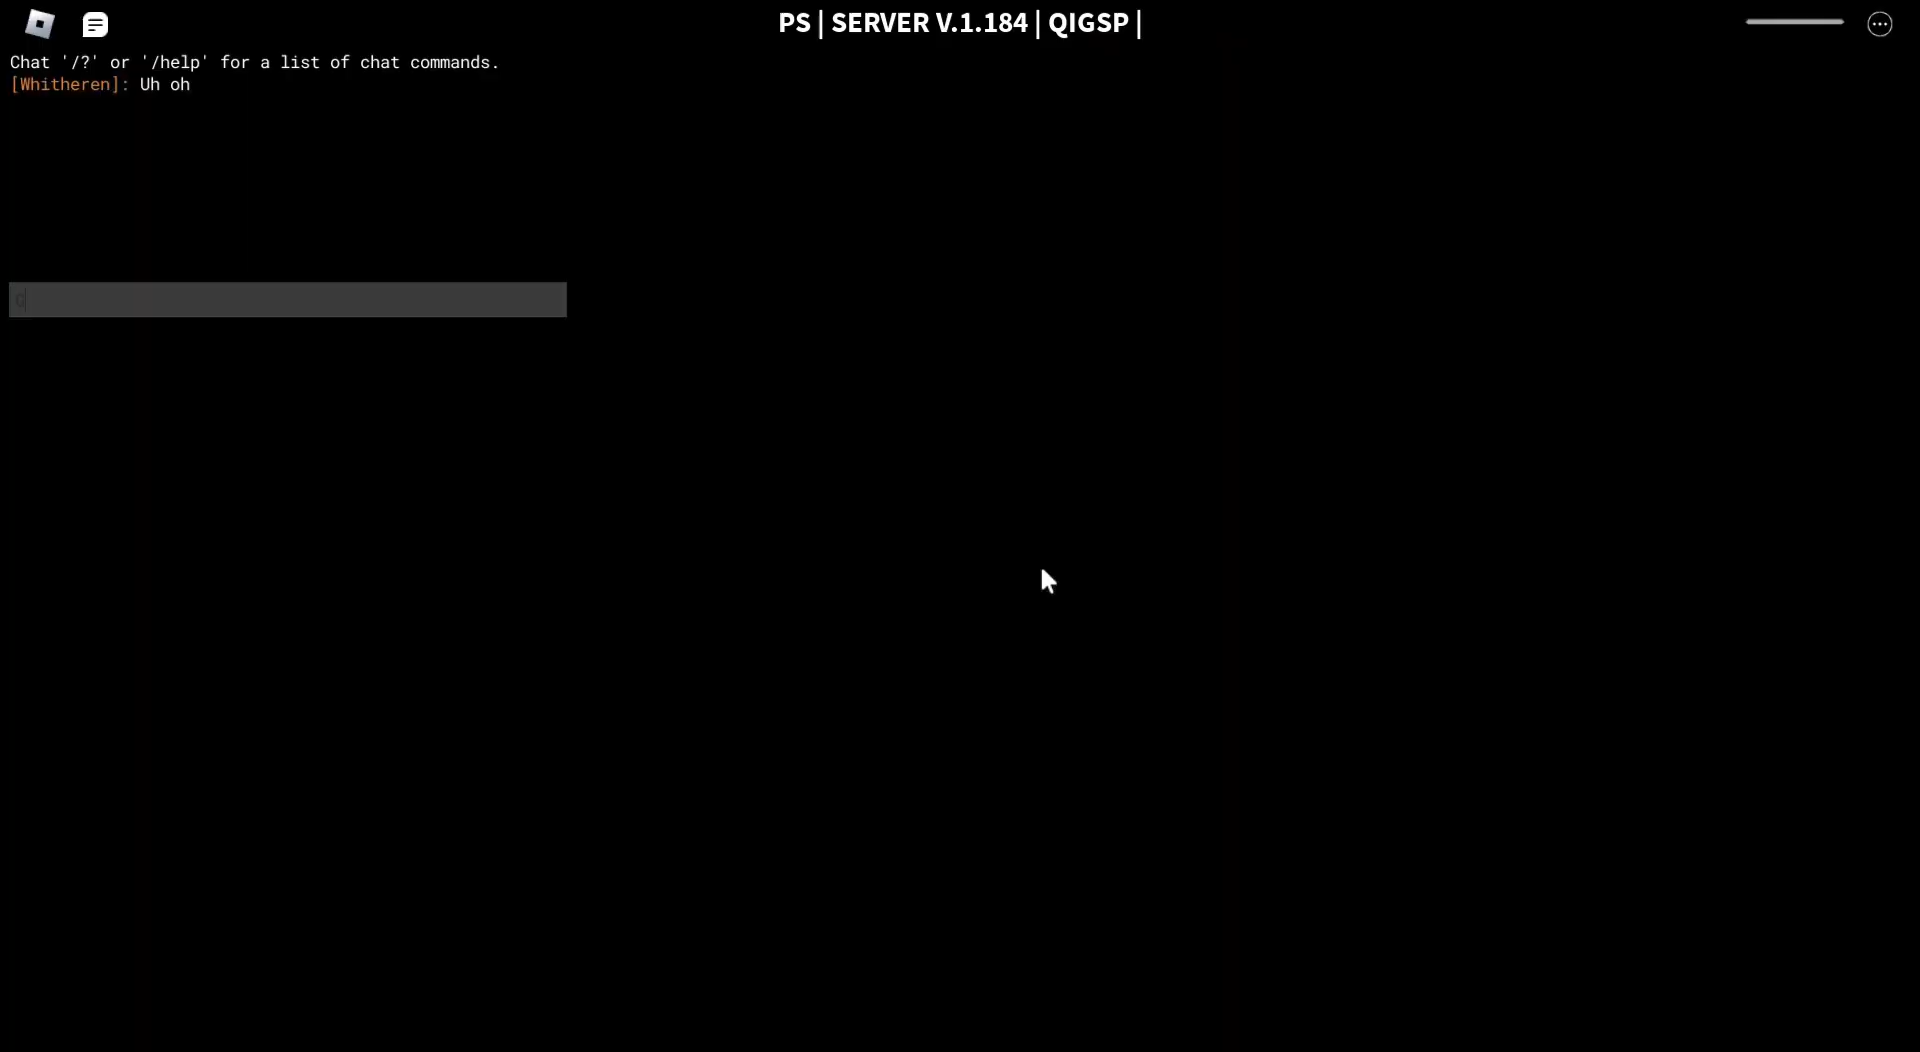 PS | SERVER V.1.184 | QIGSP |
Chat '/?' or '/help' for a list of chat commands.
[Whitheren]: Uh oh
G